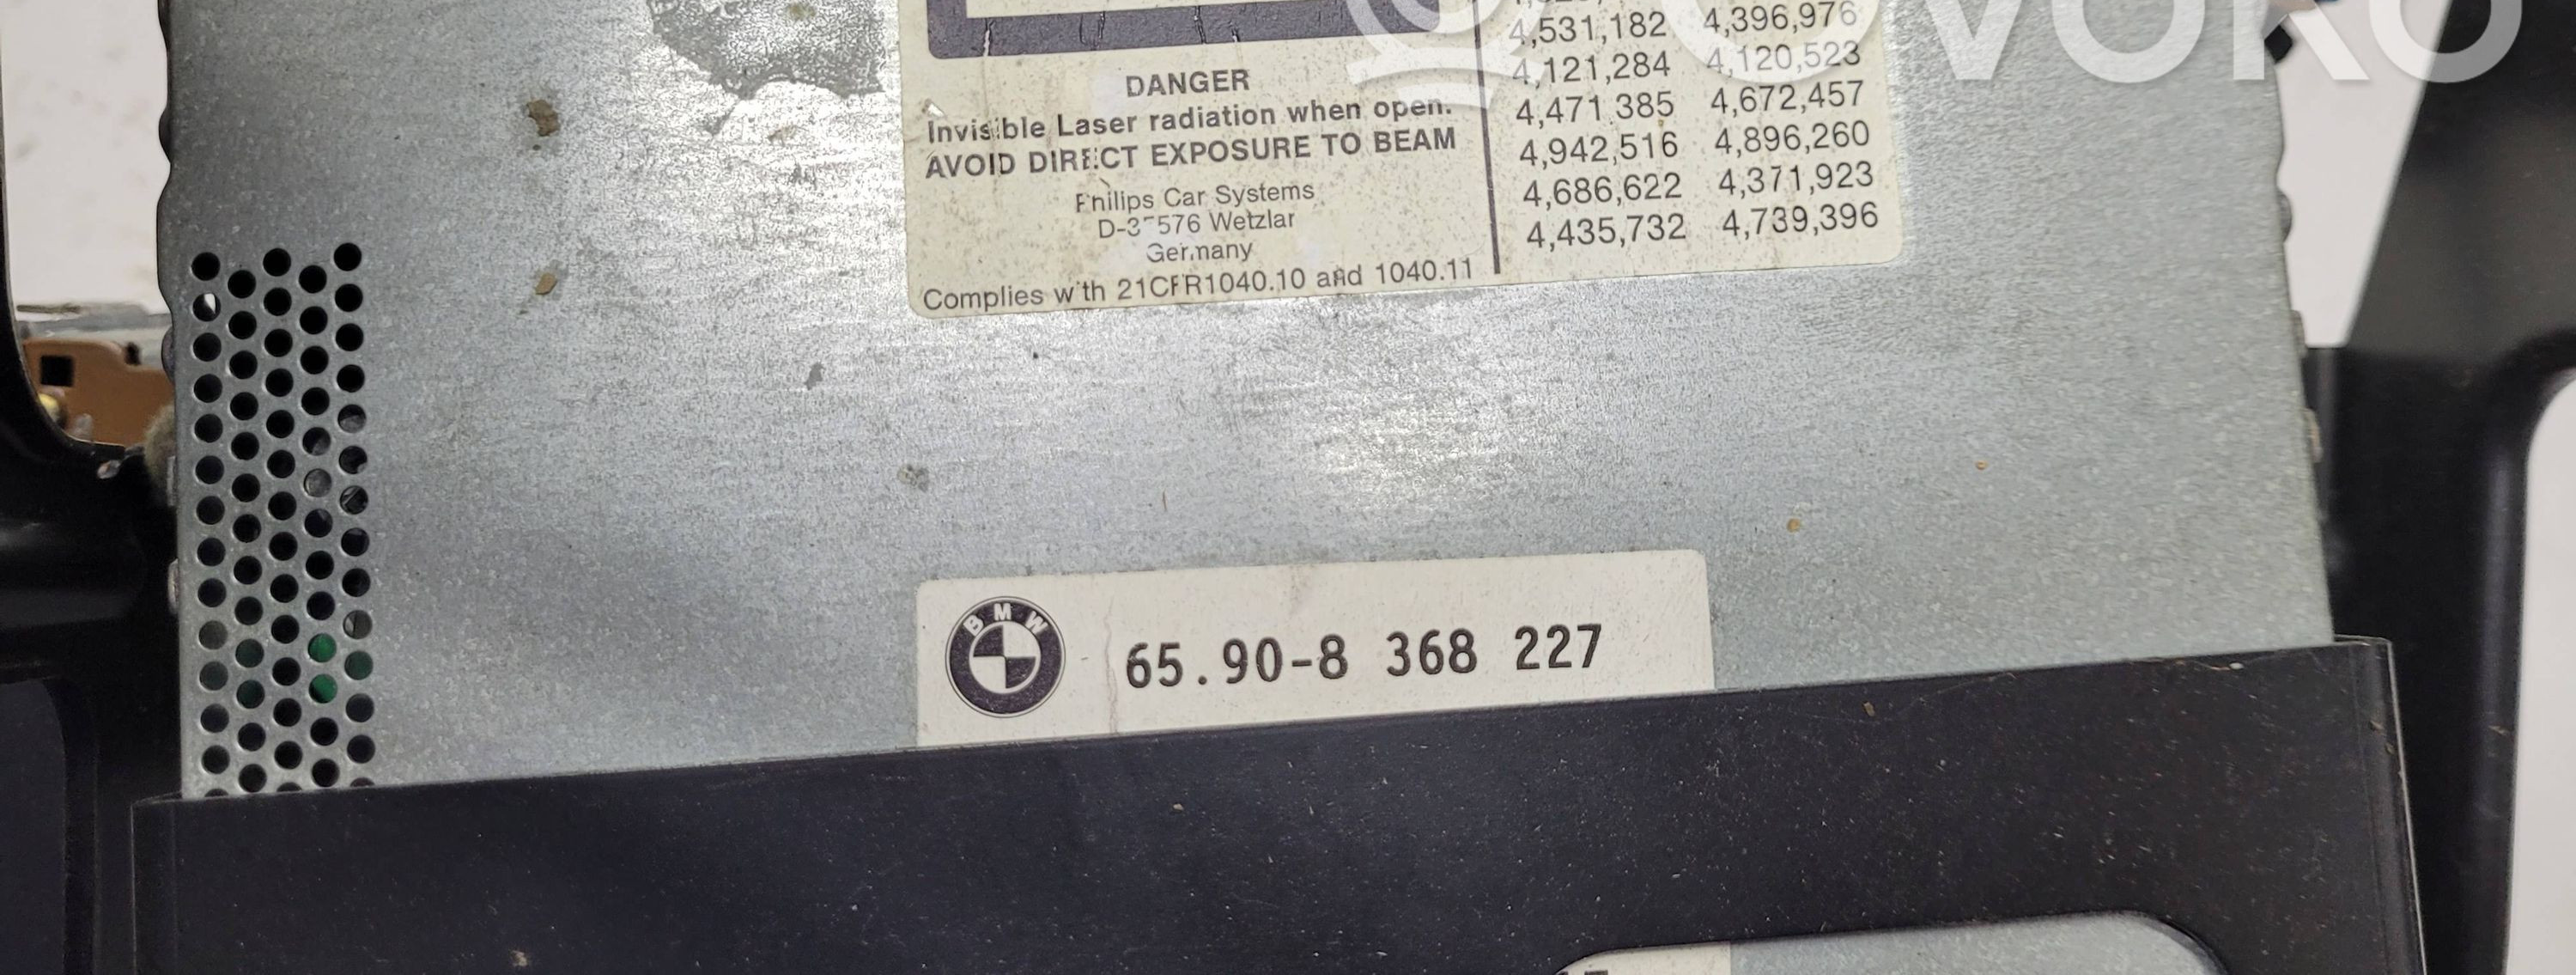 OVOKO
4,531,182 4,396,976
4,121,284 4,120,523
4,471,385 4,672,457
4,942,516 4,896,260
4,686,622 4,371,923
4,435,732 4,739,396
DANGER
Invisible Laser radiation when open.
AVOID DIRECT EXPOSURE TO BEAM
Philips Car Systems
Wetzlar
Germany
Complies with 21CFR1040.10 and 1040.11
BMW
65.90-8 368 227